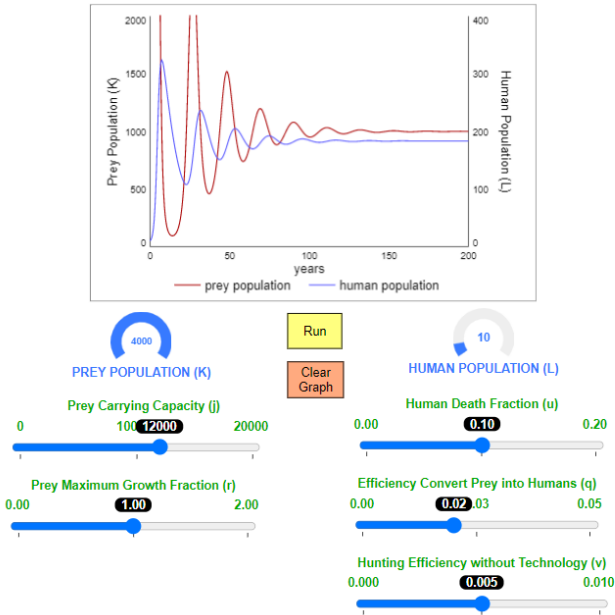 2000
1500
1000
500
0
Prey Population (K)
400
300
200
100
0
Human Population (L)
0 50 100 150 200
years
prey population human population
4000
PREY POPULATION (K)
Run
Clear
Graph
10
HUMAN POPULATION (L)
Prey Carrying Capacity (j)
0 12000 20000
Prey Maximum Growth Fraction (r)
0.00 1.00 2.00
Human Death Fraction (u)
0.00 0.10 0.20
Efficiency Convert Prey into Humans (q)
0.00 0.02 .03 0.05
Hunting Efficiency without Technology (v)
0.000 0.005 0.010